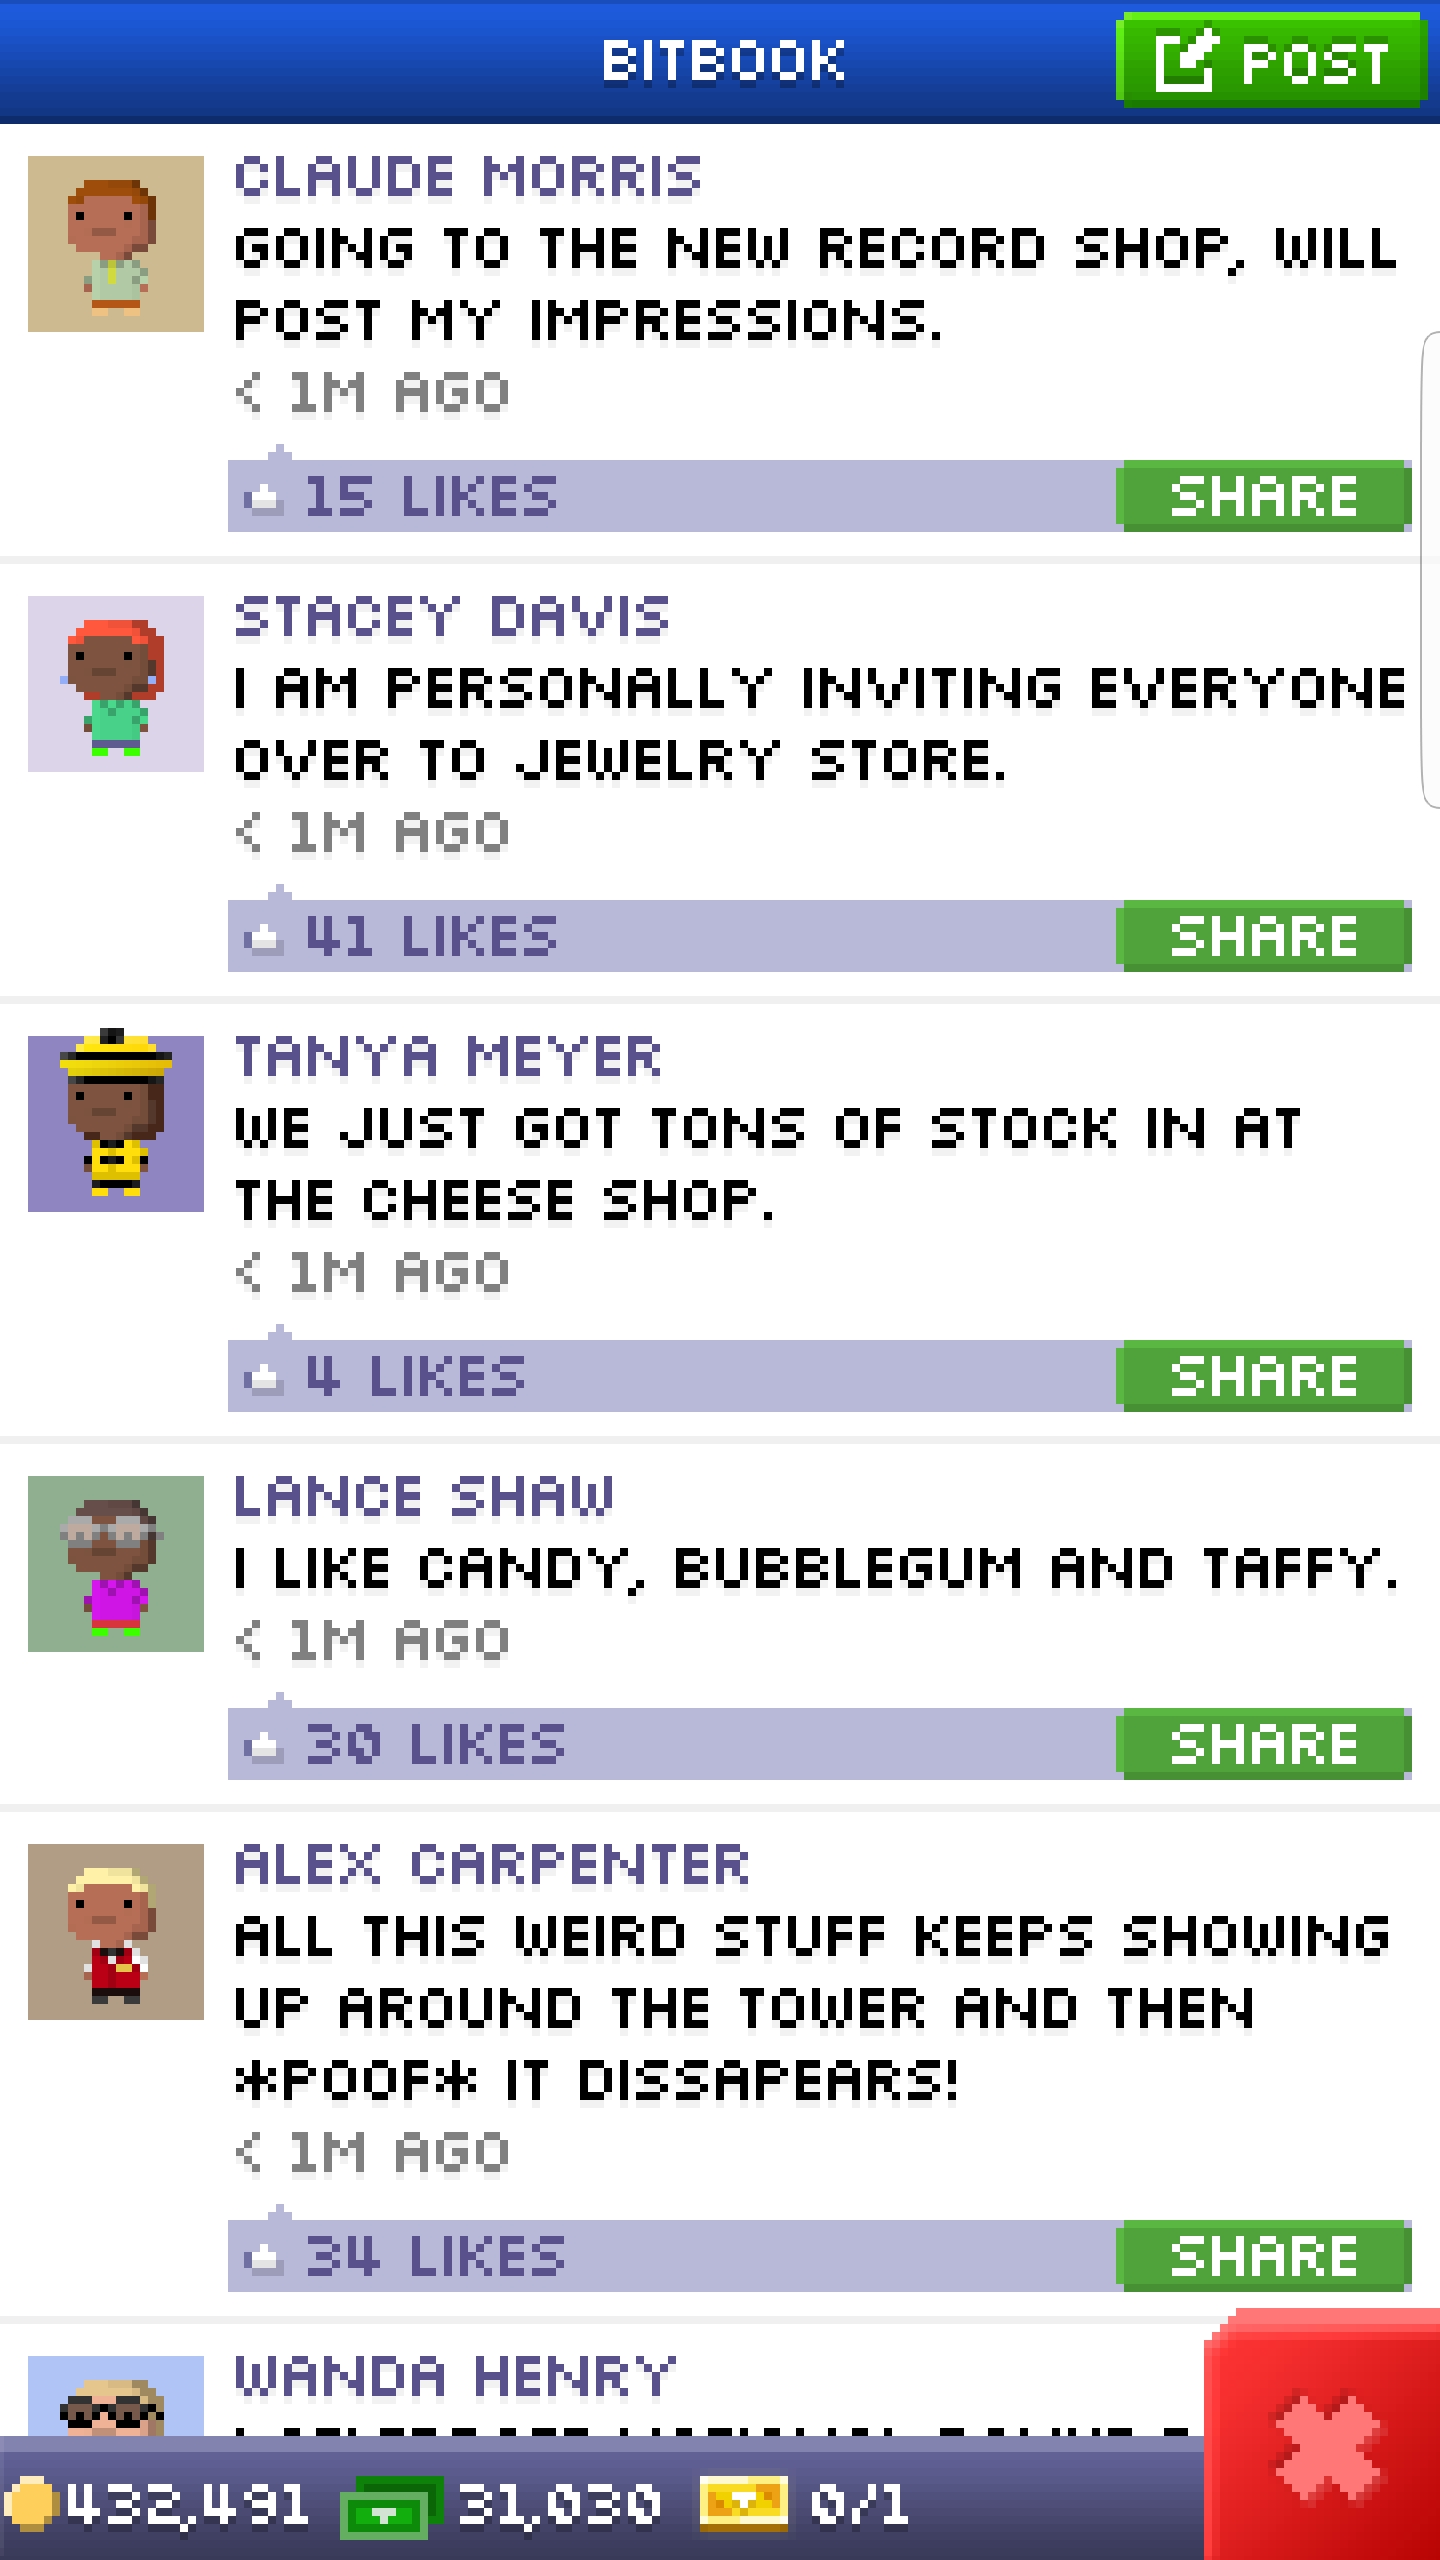 BITBOOK
POST
CLAUDE MORRIS
GOING TO THE NEW RECORD SHOP, WILL
POST MY IMPRESSIONS.
< 1M AGO
15 LIKES
SHARE
STACEY DAVIS
I AM PERSONALLY INVITING EVERYONE
OVER TO JEWELRY STORE.
< 1M AGO
41 LIKES
SHARE
TANYA MEYER
WE JUST GOT TONS OF STOCK IN AT
THE CHEESE SHOP.
< 1M AGO
4 LIKES
SHARE
LANCE SHAW
I LIKE CANDY, BUBBLEGUM AND TAFFY.
< 1M AGO
30 LIKES
SHARE
ALEX CARPENTER
ALL THIS WEIRD STUFF KEEPS SHOWING
UP AROUND THE TOWER AND THEN
*POOF* IT DISSAPEARS!
< 1M AGO
34 LIKES
SHARE
WANDA HENRY
432,491
31,030
0/1